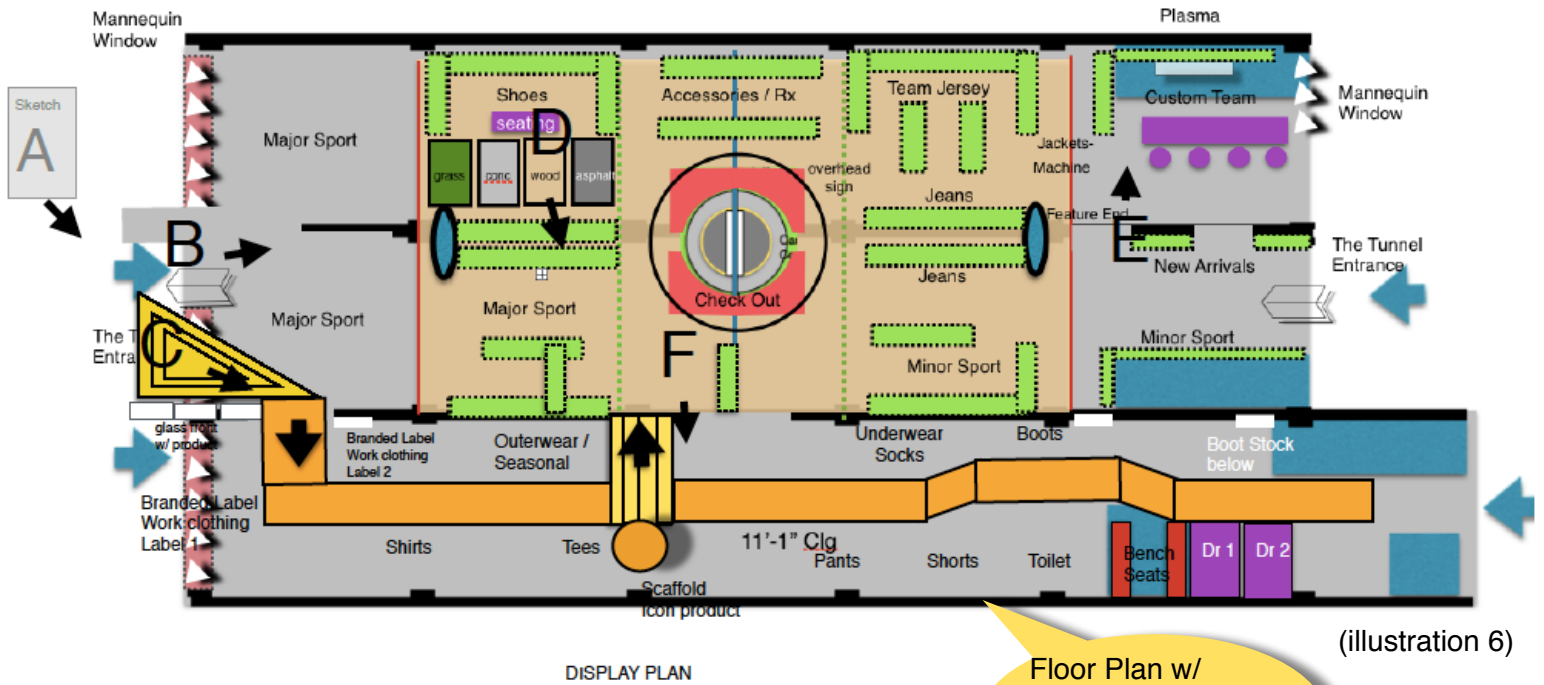 Mannequin
Window
Plasma
Sketch
A
Shoes
seating
D
grass
conc
wood
asphalt
Accessories / Rx
Team Jersey
Custom Team
Mannequin
Window
Major Sport
Jackets-
Machine
overhead
sign
Jeans
Feature End
B
E
The Tunnel
Entrance
New Arrivals
Jeans
Check Out
Major Sport
Major Sport
The T
Entra
C
F
Minor Sport
Minor Sport
glass front
w/ product
Branded Label
Work clothing
Label 2
Outerwear /
Seasonal
Underwear
Socks
Boots
Boot Stock
below
Branded Label
Work clothing
Label 1
Shirts
Tees
11'-1" Clg
Pants
Shorts
Toilet
Bench
Seats
Dr 1
Dr 2
Scaffold
Icon product
(illustration 6)
DISPLAY PLAN
Floor Plan w/